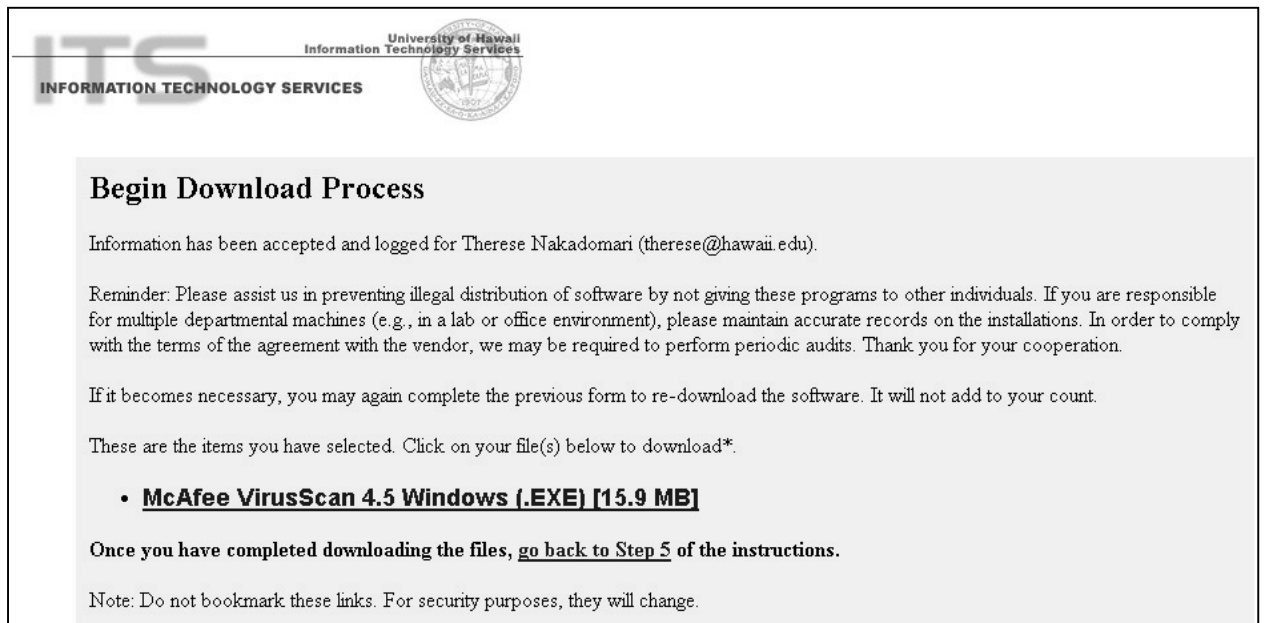 ITS
University of Hawaii
Information Technology Services
INFORMATION TECHNOLOGY SERVICES
1907
Begin Download Process
Information has been accepted and logged for Therese Nakadomari (therese@hawaii.edu).
Reminder: Please assist us in preventing illegal distribution of software by not giving these programs to other individuals. If you are responsible
for multiple departmental machines (e.g., in a lab or office environment), please maintain accurate records on the installations. In order to comply
with the terms of the agreement with the vendor, we may be required to perform periodic audits. Thank you for your cooperation.
If it becomes necessary, you may again complete the previous form to re-download the software. It will not add to your count.
These are the items you have selected. Click on your file(s) below to download*.
• McAfee VirusScan 4.5 Windows (.EXE) [15.9 MB]
Once you have completed downloading the files, go back to Step 5 of the instructions.
Note: Do not bookmark these links. For security purposes, they will change.